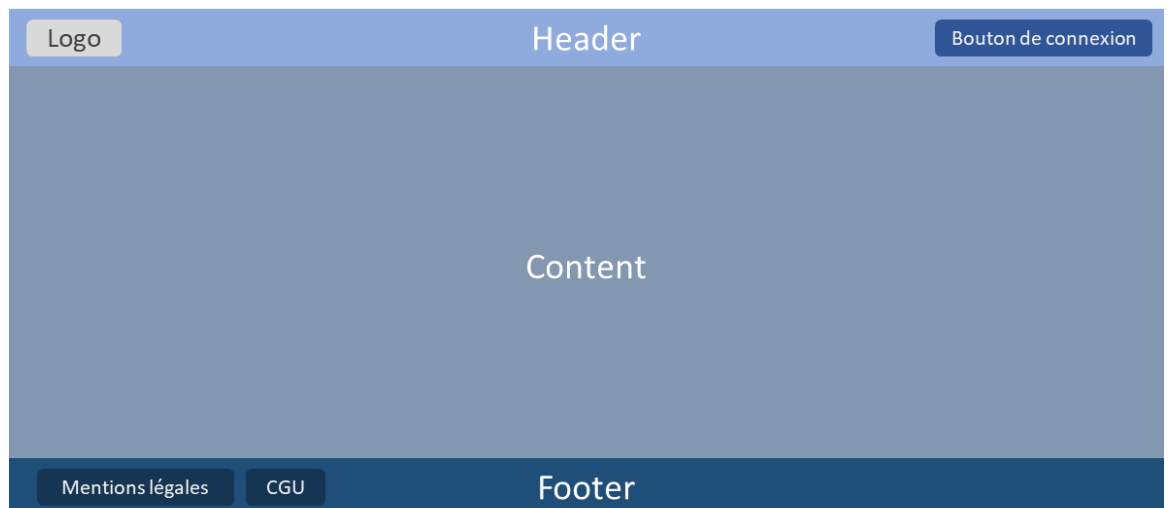 Logo
Header
Bouton de connexion
Content
Mentions légales
CGU
Footer